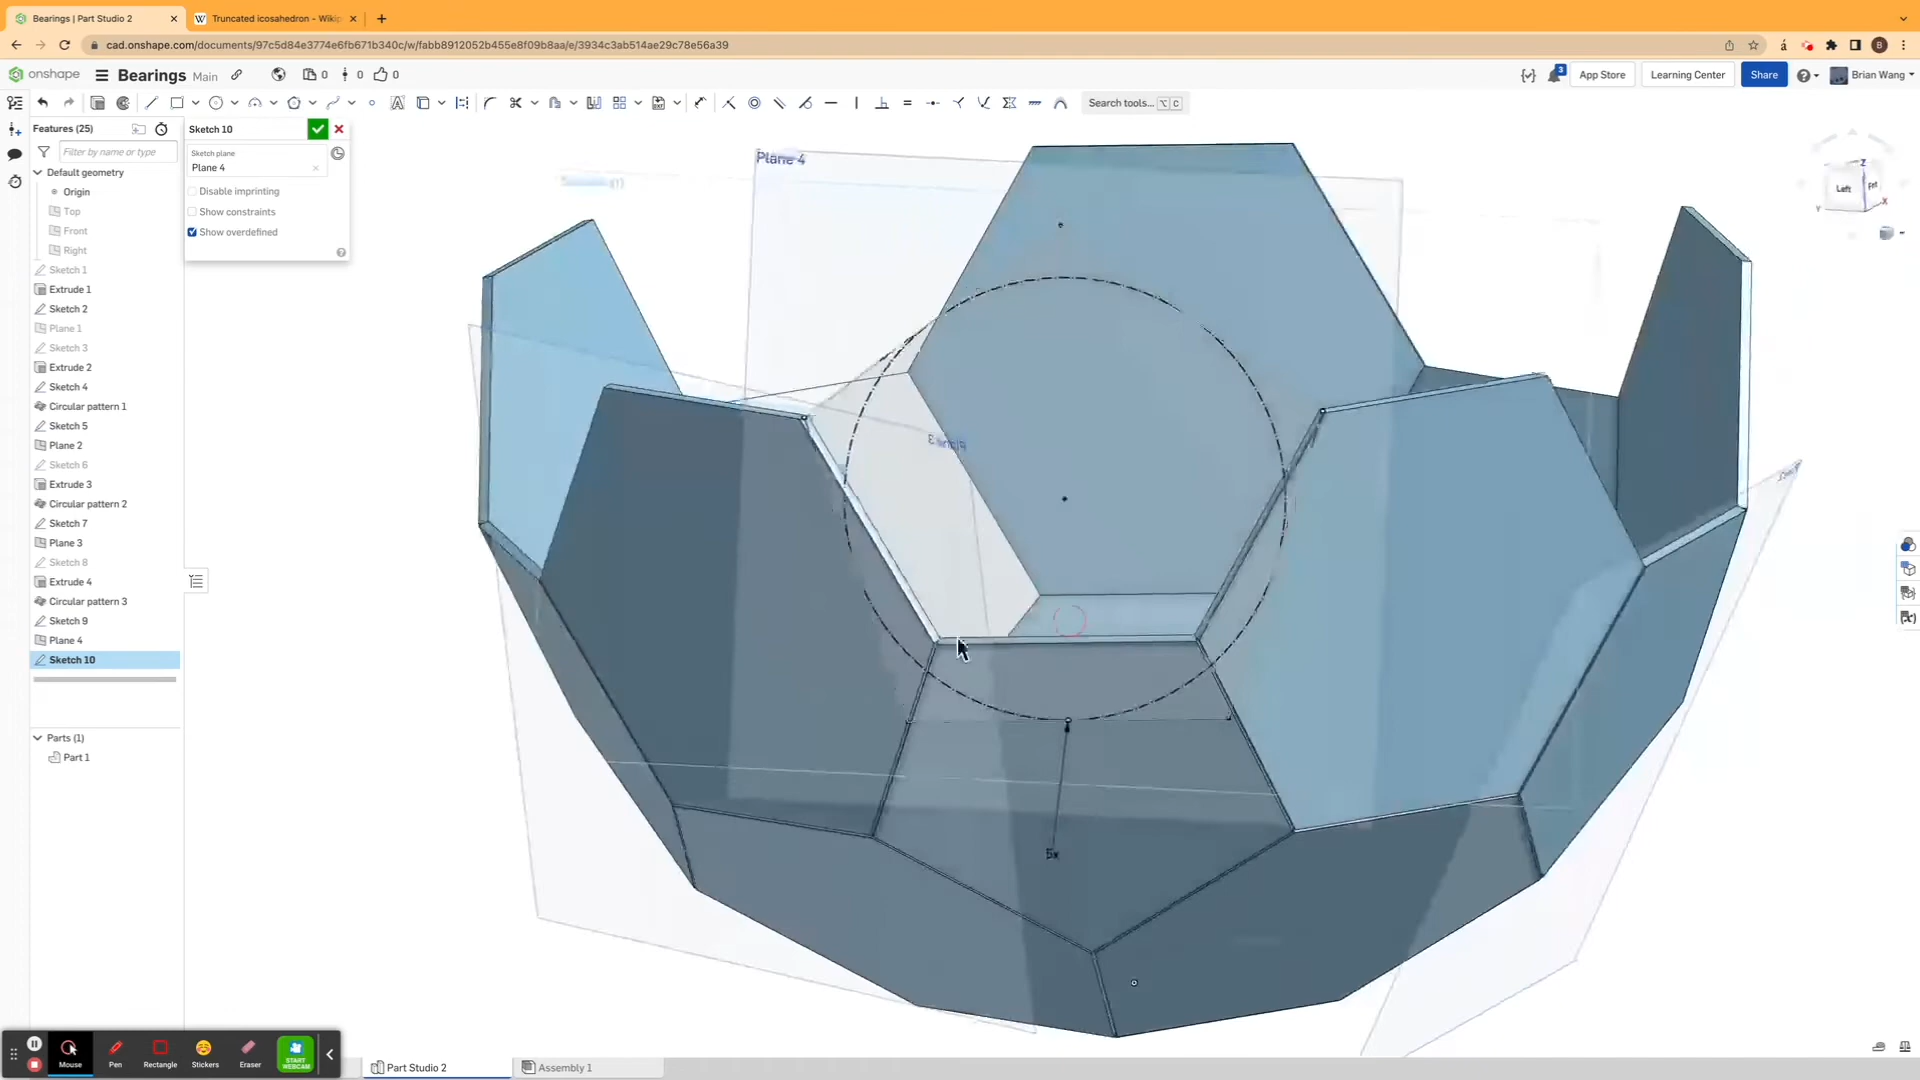 Bearings | Part Studio 2
Truncated icosahedron - Wiki
cad.onshape.com/documents/97c5d84e3774e6fb671b340c/w/fabb8912052b455e8f09b8aa/e/3934c3ab514ae29c78e56a39
B
onshape
Bearings
Main
0
0
0
3
App Store
Learning Center
Share
Brian Wang
Search tools... ⌥ C
Features (25)
Filter by name or type
Default geometry
Origin
Top
Front
Right
Sketch 1
Extrude 1
Sketch 2
Plane 1
Sketch 3
Extrude 2
Sketch 4
Circular pattern 1
Sketch 5
Plane 2
Sketch 6
Extrude 3
Circular pattern 2
Sketch 7
Plane 3
Sketch 8
Extrude 4
Circular pattern 3
Sketch 9
Plane 4
Sketch 10
Parts (1)
Part 1
Sketch 10
Sketch plane
Plane 4
Disable imprinting
Show constraints
Show overdefined
Plane 4
Plane 3
5x
Z
Left
Y
X
Mouse
Pen
Rectangle
Stickers
Eraser
START WEBCAM
Part Studio 2
Assembly 1